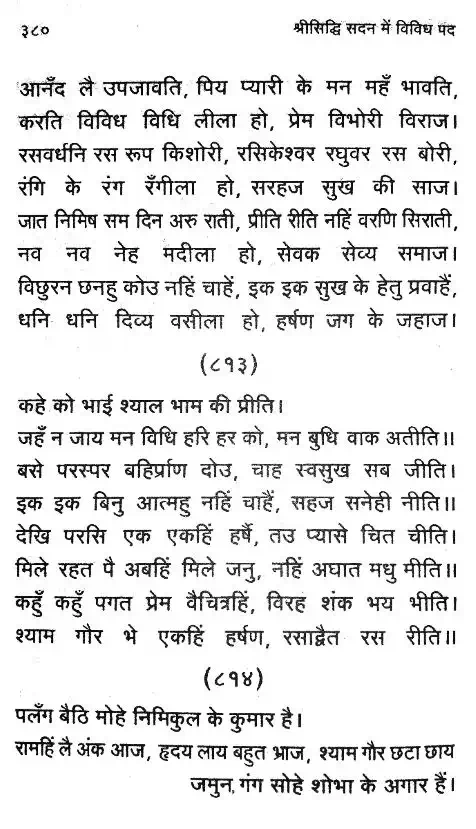 ३८०
श्रीसिद्धि सदन में विविध पद
आनँद लै उपजावति, पिय प्यारी के मन महँ भावति,
करति विविध विधि लीला हो, प्रेम विभोरी विराज।
रसवर्धनि रस रूप किशोरी, रसिकेश्वर रघुवर रस बोरी,
रंगि के रंग रँगीला हो, सरहज सुख की साज।
जात निमिष सम दिन अरु राती, प्रीति रीति नहिं वरणि सिराती,
नव नव नेह मदीला हो, सेवक सेव्य समाज।
विछुरन छनहु कोउ नहिं चाहें, इक इक सुख के हेतु प्रवाहैं,
धनि धनि दिव्य वसीला हो, हर्षण जग के जहाज।
(८१३)
कहे को भाई श्याल भाम की प्रीति।
जहँ न जाय मन विधि हरि हर को, मन बुधि वाक अतीति॥
बसे परस्पर बहिर्प्राण दोउ, चाह स्वसुख सब जीति।
इक इक बिनु आत्महु नहिं चाहैं, सहज सनेही नीति॥
देखि परसि एक एकहिं हर्षै, तउ प्यासे चित चीति।
मिले रहत पै अबहिं मिले जनु, नहिं अघात मधु मीति॥
कहुँ कहुँ पगत प्रेम वैचित्रहिं, विरह शंक भय भीति।
श्याम गौर भे एकहिं हर्षण, रसाद्वैत रस रीति॥
(८१४)
पलँग बैठि मोहे निमिकुल के कुमार है।
रामहिं लै अंक आज, हृदय लाय बहुत भ्राज, श्याम गौर छटा छाय
जमुन, गंग सोहे शोभा के अगार हैं।